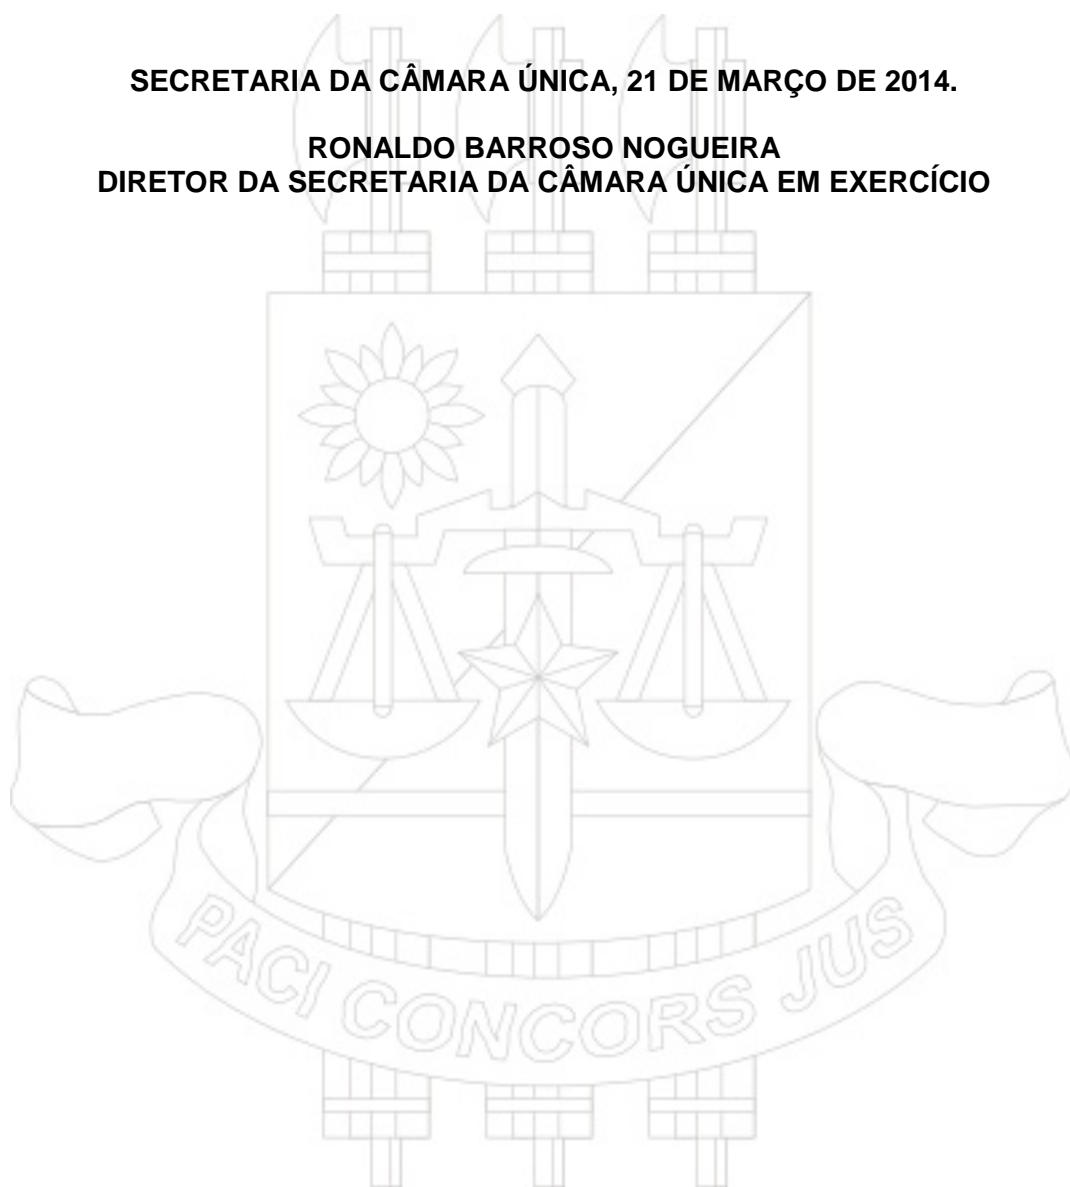 SECRETARIA DA CÂMARA ÚNICA, 21 DE MARÇO DE 2014.
RONALDO BARROSO NOGUEIRA
DIRETOR DA SECRETARIA DA CÂMARA ÚNICA EM EXERCÍCIO
PACI CONCORS JUS